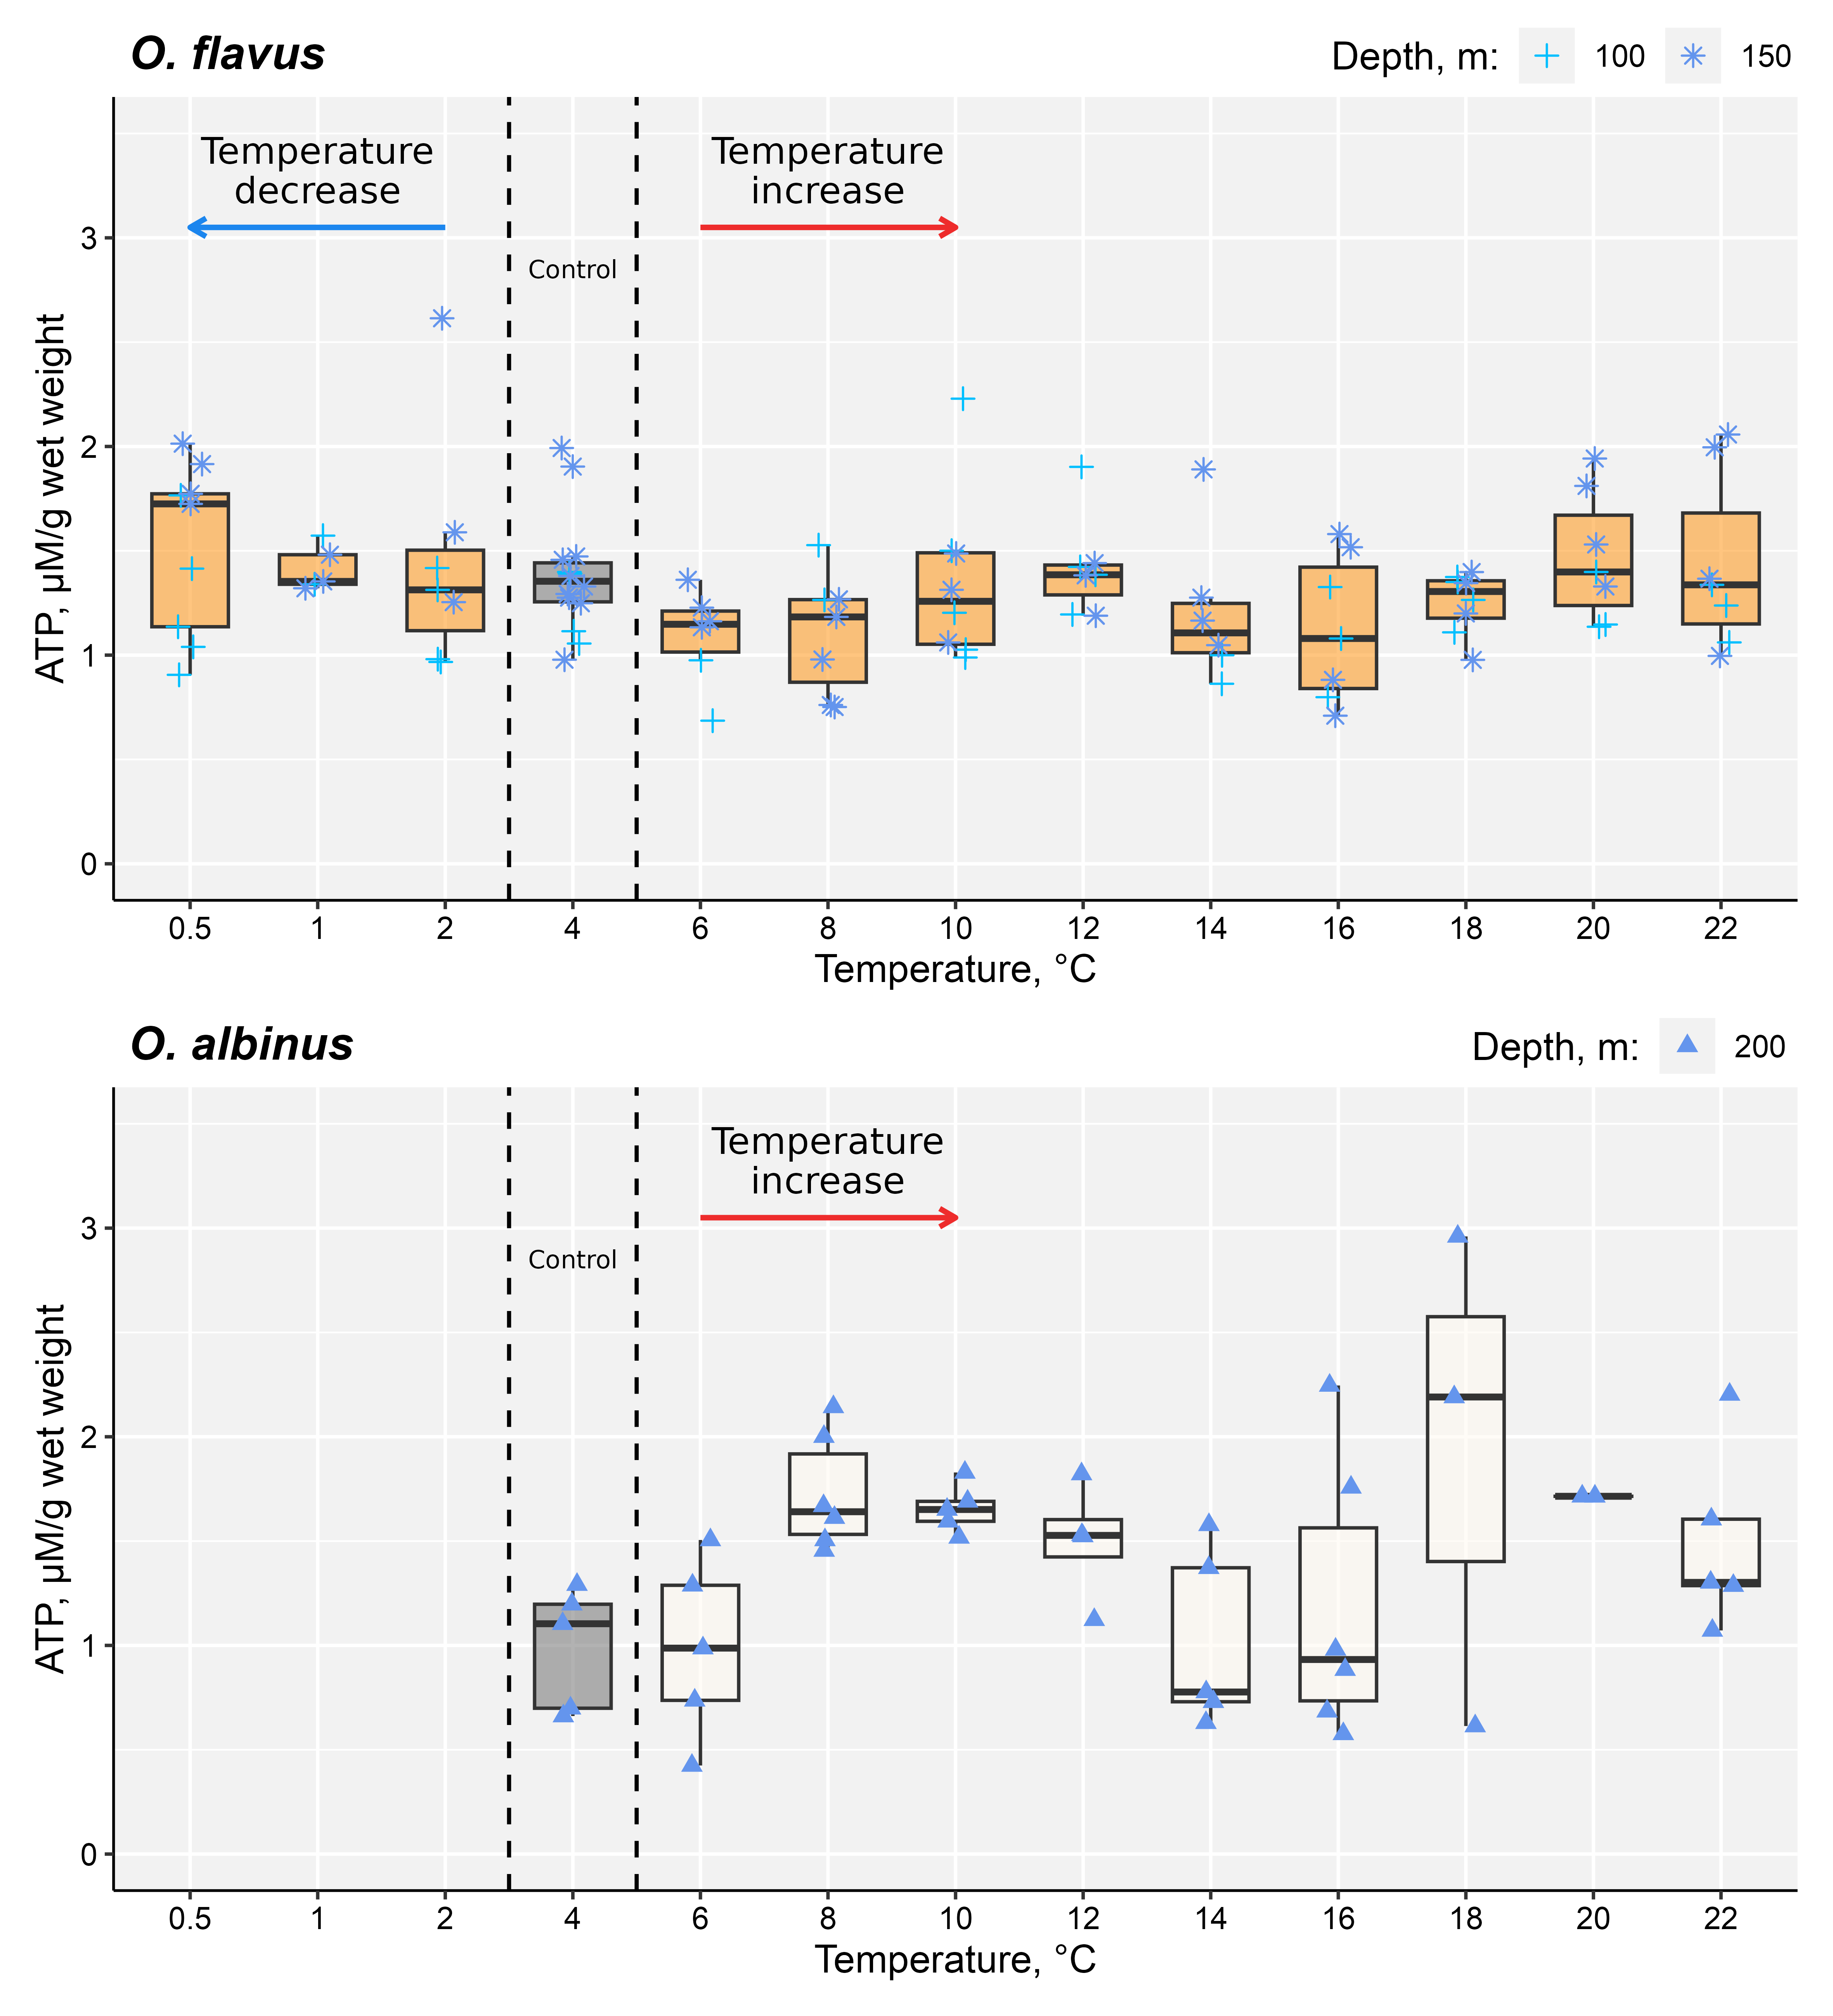 O. flavus
Depth, m: 100 150
Temperature
decrease
Temperature
increase
Control
ATP, µM/g wet weight
3
2
1
0
0.5 1 2 4 6 8 10 12 14 16 18 20 22
Temperature, °C
O. albinus
Depth, m: 200
Temperature
increase
Control
ATP, µM/g wet weight
3
2
1
0
0.5 1 2 4 6 8 10 12 14 16 18 20 22
Temperature, °C